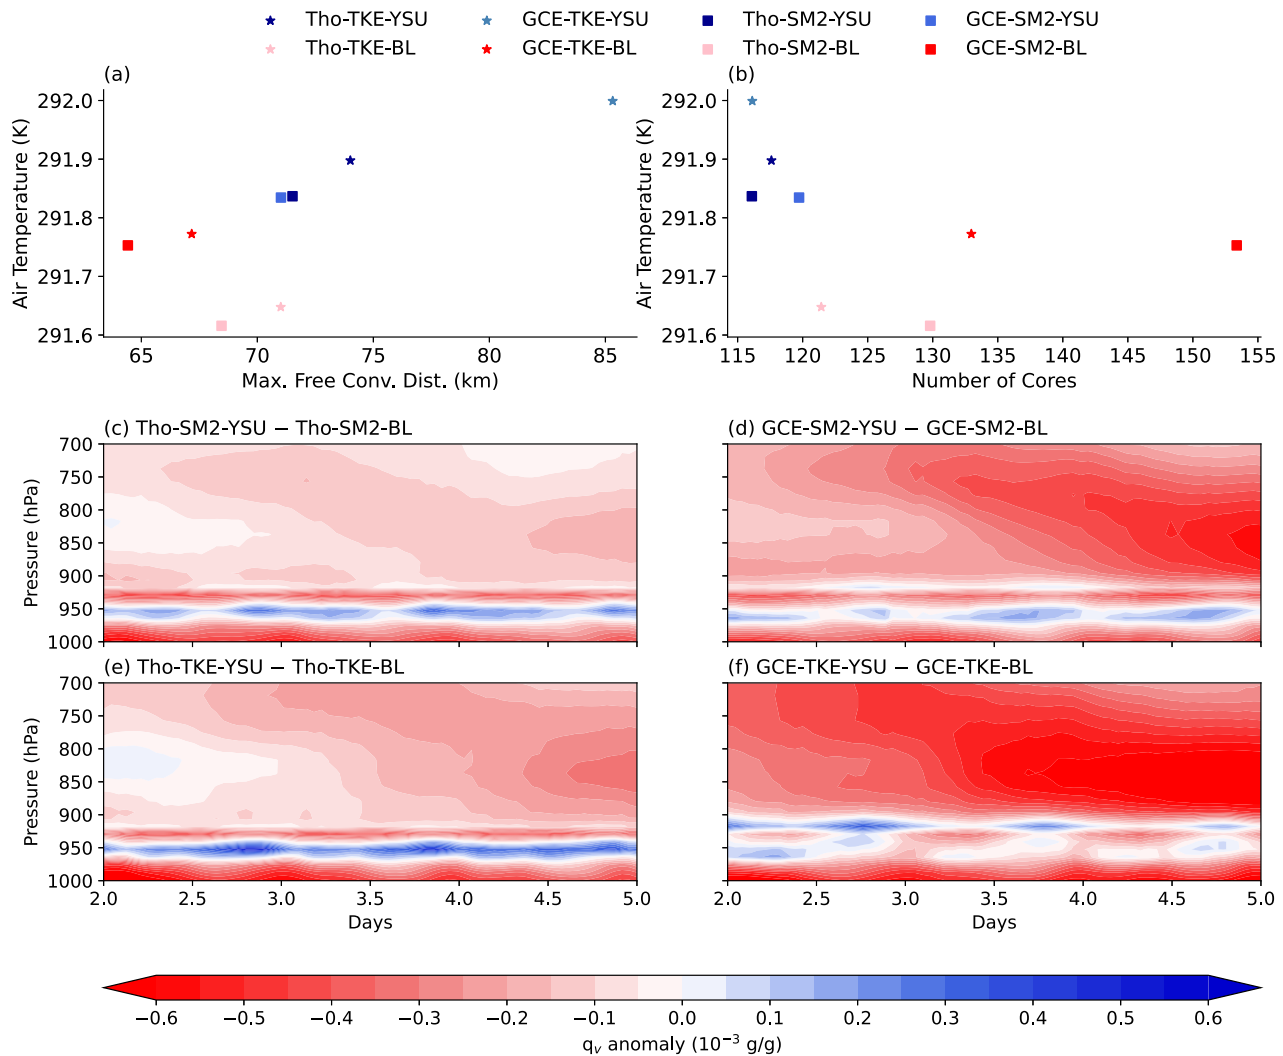 Tho-TKE-YSU GCE-TKE-YSU Tho-SM2-YSU GCE-SM2-YSU
Tho-TKE-BL GCE-TKE-BL Tho-SM2-BL GCE-SM2-BL
(a)
292.0
291.9
291.8
291.7
291.6
Air Temperature (K)
65 70 75 80 85
Max. Free Conv. Dist. (km)
(b)
292.0
291.9
291.8
291.7
291.6
Air Temperature (K)
115 120 125 130 135 140 145 150 155
Number of Cores
(c) Tho-SM2-YSU − Tho-SM2-BL
700
750
800
850
900
950
1000
Pressure (hPa)
(d) GCE-SM2-YSU − GCE-SM2-BL
(e) Tho-TKE-YSU − Tho-TKE-BL
700
750
800
850
900
950
1000
Pressure (hPa)
2.0 2.5 3.0 3.5 4.0 4.5 5.0
Days
(f) GCE-TKE-YSU − GCE-TKE-BL
2.0 2.5 3.0 3.5 4.0 4.5 5.0
Days
−0.6 −0.5 −0.4 −0.3 −0.2 −0.1 0.0 0.1 0.2 0.3 0.4 0.5 0.6
qᵥ anomaly (10⁻³ g/g)